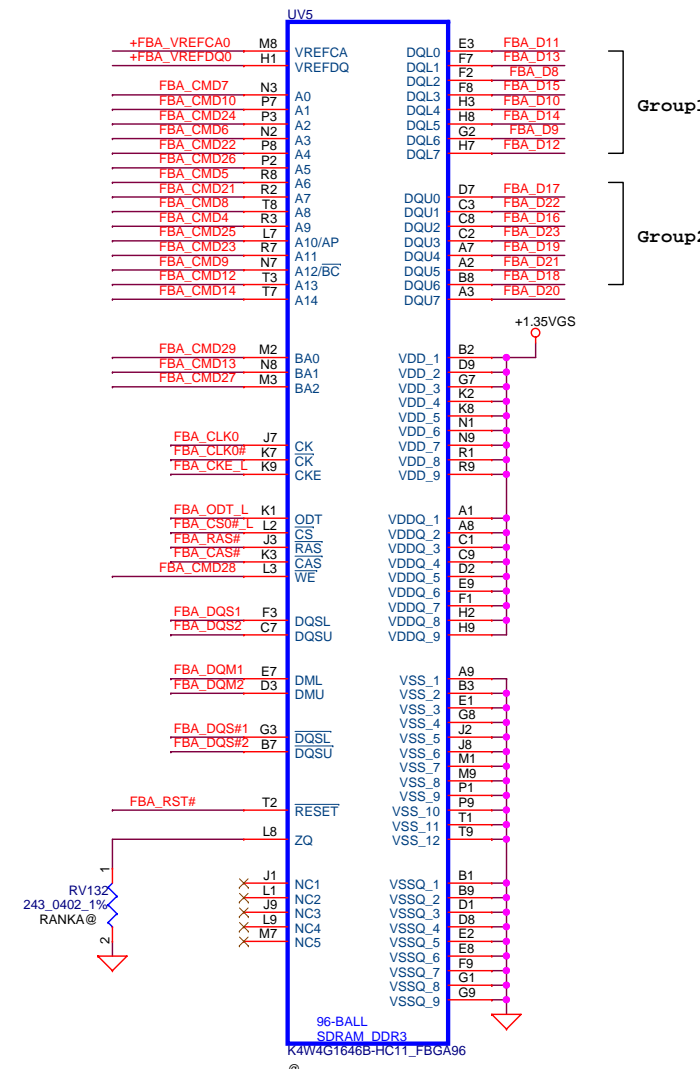 UV5
+FBA_VREFCA0 M8 VREFCA E3 DQL0 FBA_D11
+FBA_VREFDQ0 H1 VREFDQ F7 DQL1 FBA_D13
F2 DQL2 FBA_D8
FBA_CMD7 N3 A0 F8 DQL3 FBA_D15
FBA_CMD10 P7 A1 H3 DQL4 FBA_D10
FBA_CMD24 P3 A2 H8 DQL5 FBA_D14
FBA_CMD6 N2 A3 G2 DQL6 FBA_D9
FBA_CMD22 P8 A4 H7 DQL7 FBA_D12
Group1
FBA_CMD26 P2 A5
FBA_CMD5 R8 A6
FBA_CMD21 R2 A7 D7 DQU0 FBA_D17
FBA_CMD8 T8 A8 C3 DQU1 FBA_D22
FBA_CMD4 R3 A9 C8 DQU2 FBA_D16
FBA_CMD25 L7 A10/AP C2 DQU3 FBA_D23
FBA_CMD23 R7 A11 A7 DQU4 FBA_D19
FBA_CMD9 N7 A12/BC A2 DQU5 FBA_D21
FBA_CMD12 T3 A13 B8 DQU6 FBA_D18
FBA_CMD14 T7 A14 A3 DQU7 FBA_D20
Group2
+1.35VGS
FBA_CMD29 M2 BA0 VDD_1 B2
FBA_CMD13 N8 BA1 VDD_2 D9
FBA_CMD27 M3 BA2 VDD_3 G7
VDD_4 K2
VDD_5 K8
VDD_6 N1
FBA_CLK0 J7 CK VDD_7 N9
FBA_CLK0# K7 CK VDD_8 R1
FBA_CKE_L K9 CKE VDD_9 R9
FBA_ODT_L K1 ODT VDDQ_1 A1
FBA_CS0#_L L2 CS VDDQ_2 A8
FBA_RAS# J3 RAS VDDQ_3 C1
FBA_CAS# K3 CAS VDDQ_4 C9
FBA_CMD28 L3 WE VDDQ_5 D2
VDDQ_6 E9
VDDQ_7 F1
FBA_DQS1 F3 DQSL VDDQ_8 H2
FBA_DQS2 C7 DQSU VDDQ_9 H9
FBA_DQM1 E7 DML VSS_1 A9
FBA_DQM2 D3 DMU VSS_2 B3
VSS_3 E1
VSS_4 G8
FBA_DQS#1 G3 DQSL VSS_5 J2
FBA_DQS#2 B7 DQSU VSS_6 J8
VSS_7 M1
VSS_8 M9
VSS_9 P1
FBA_RST# T2 RESET VSS_10 P9
VSS_11 T1
L8 ZQ VSS_12 T9
1
RV132
243_0402_1%
RANKA@
2
J1 NC1 VSSQ_1 B1
L1 NC2 VSSQ_2 B9
J9 NC3 VSSQ_3 D1
L9 NC4 VSSQ_4 D8
M7 NC5 VSSQ_5 E2
VSSQ_6 E8
VSSQ_7 F9
VSSQ_8 G1
VSSQ_9 G9
96-BALL
SDRAM_DDR3
K4W4G1646B-HC11_FBGA96
@